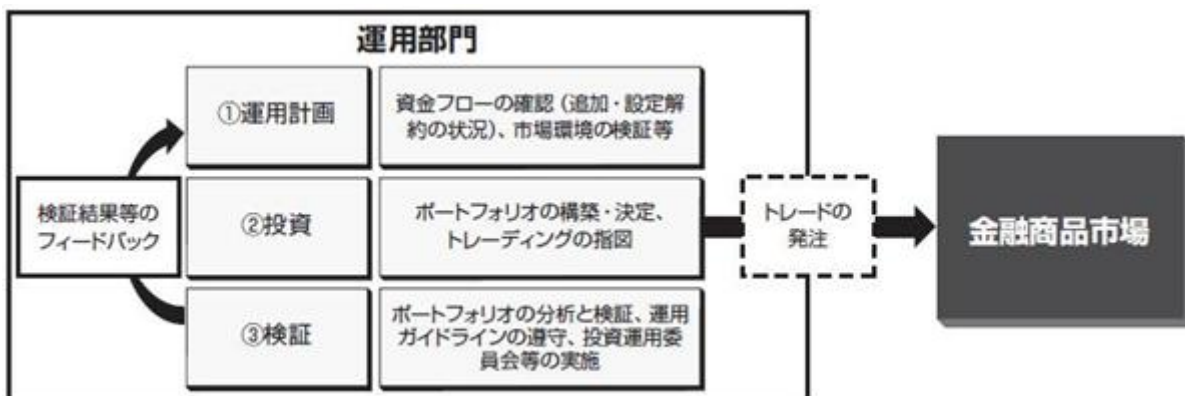 運用部門
①運用計画
資金フローの確認（追加・設定解
約の状況）、市場環境の検証等
検証結果等の
フィードバック
②投資
ポートフォリオの構築・決定、
トレーディングの指図
トレードの
発注
金融商品市場
③検証
ポートフォリオの分析と検証、運用
ガイドラインの遵守、投資運用委
員会等の実施